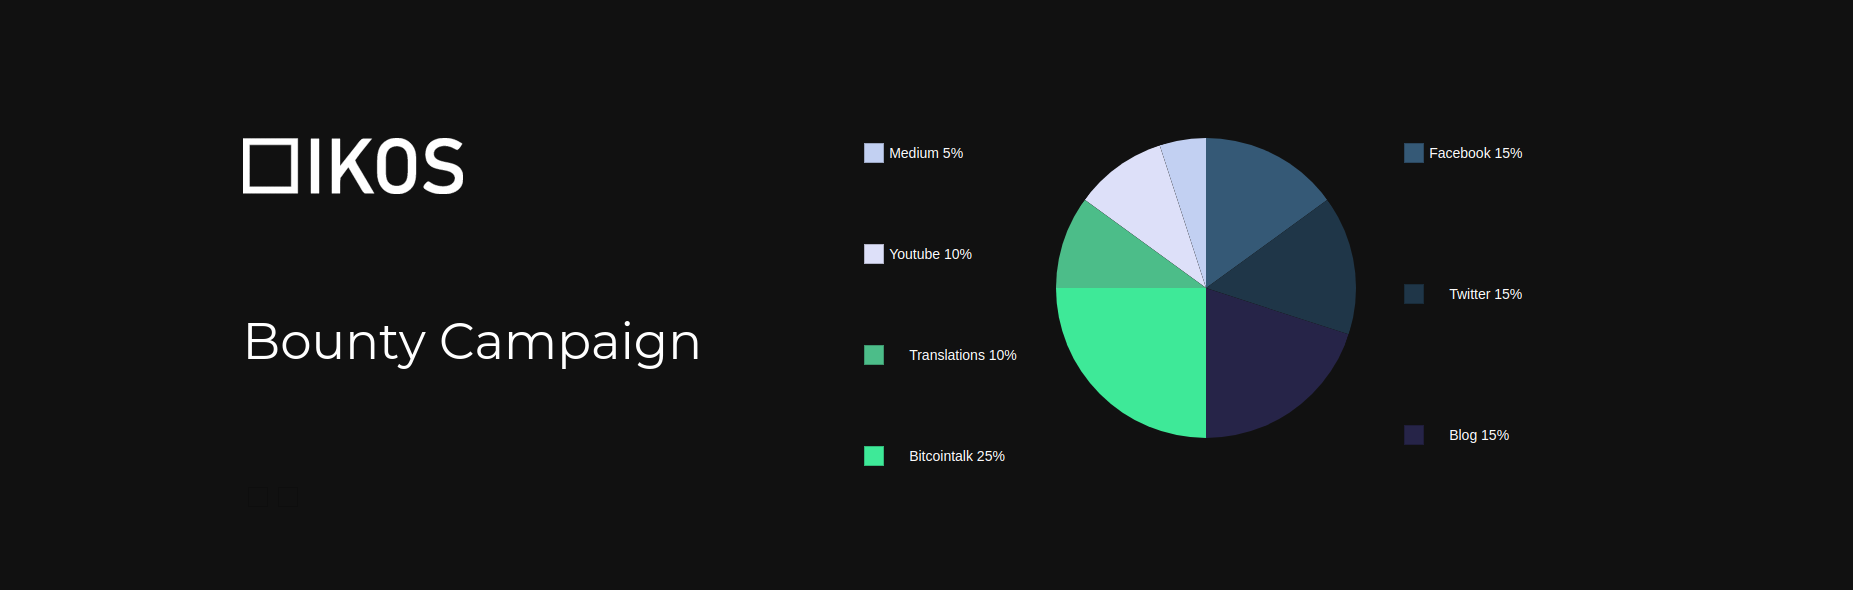 OIKOS
Bounty Campaign
Medium 5%
Youtube 10%
Translations 10%
Bitcointalk 25%
Facebook 15%
Twitter 15%
Blog 15%